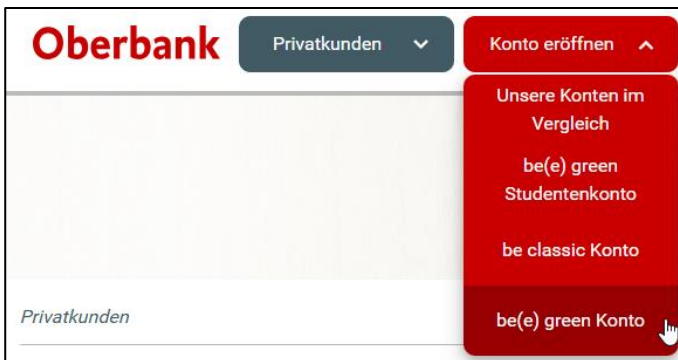 Oberbank
Privatkunden
Konto eröffnen
Unsere Konten im
Vergleich
be(e) green
Studentenkonto
be classic Konto
be(e) green Konto
Privatkunden